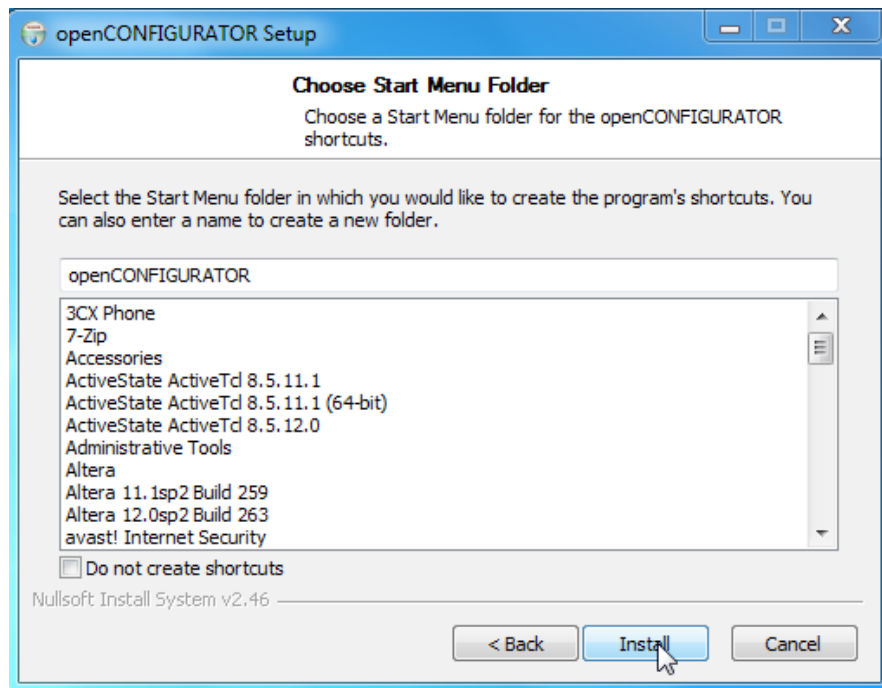 openCONFIGURATOR Setup
Choose Start Menu Folder
Choose a Start Menu folder for the openCONFIGURATOR
shortcuts.
Select the Start Menu folder in which you would like to create the program's shortcuts. You
can also enter a name to create a new folder.
openCONFIGURATOR
3CX Phone
7-Zip
Accessories
ActiveState ActiveTcl 8.5.11.1
ActiveState ActiveTcl 8.5.11.1 (64-bit)
ActiveState ActiveTcl 8.5.12.0
Administrative Tools
Altera
Altera 11.1sp2 Build 259
Altera 12.0sp2 Build 263
avast! Internet Security
Do not create shortcuts
Nullsoft Install System v2.46
< Back Install Cancel